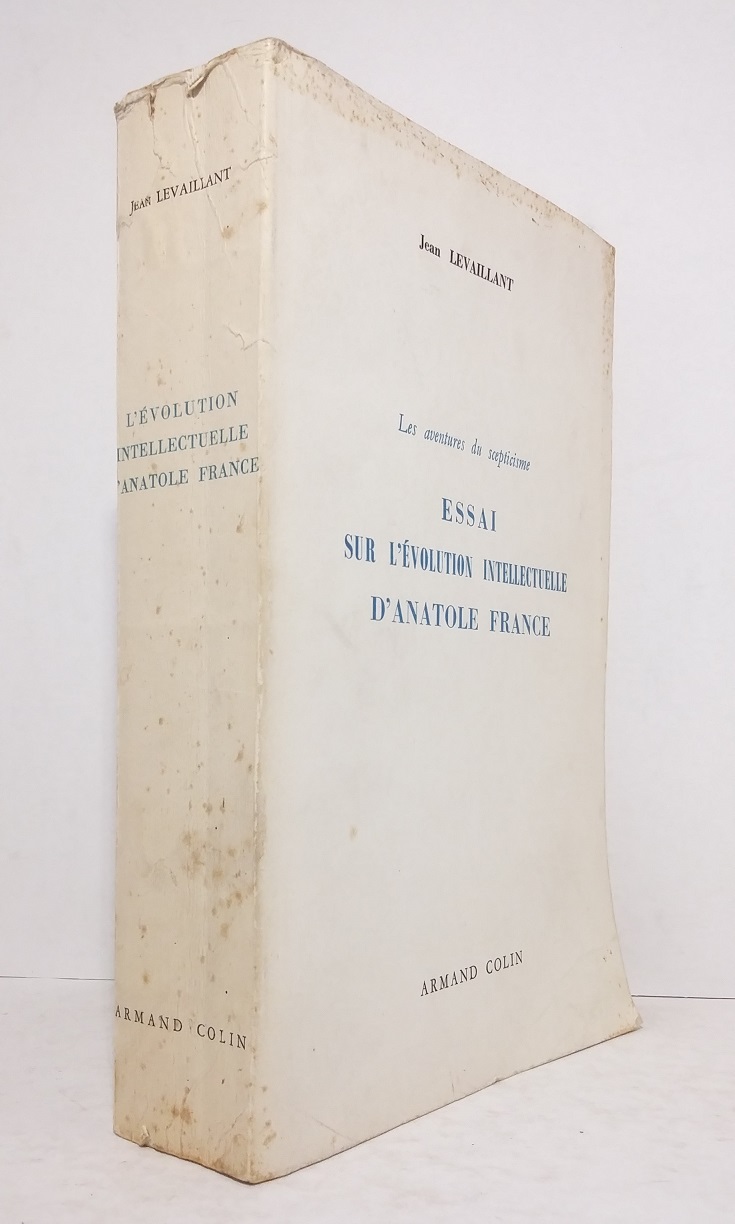 Jean LEVAILLANT
L'ÉVOLUTION
INTELLECTUELLE
D'ANATOLE FRANCE
ARMAND COLIN
Jean LEVAILLANT
Les aventures du scepticisme
ESSAI
SUR L'ÉVOLUTION INTELLECTUELLE
D'ANATOLE FRANCE
ARMAND COLIN